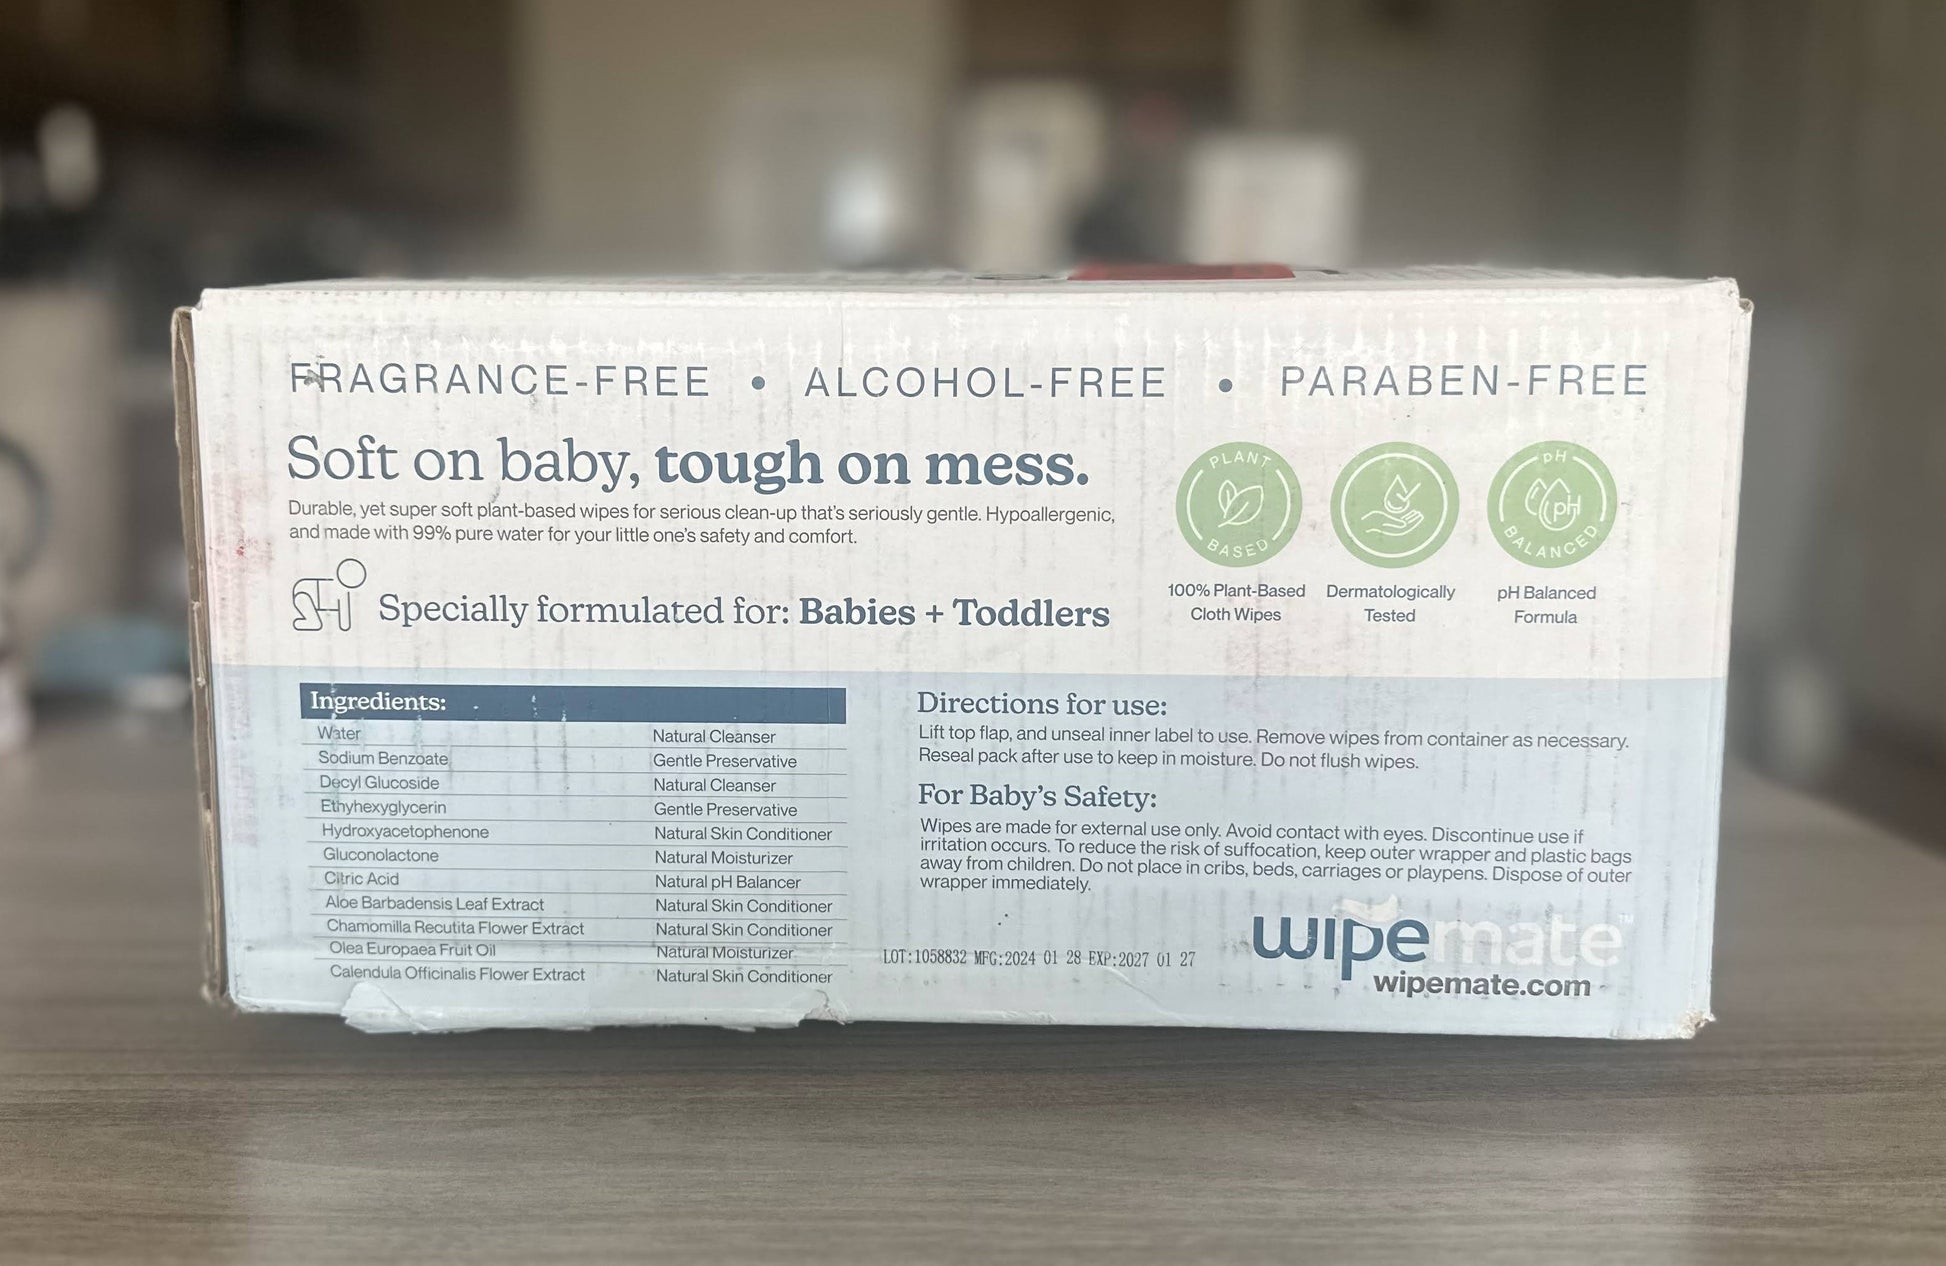 FRAGRANCE-FREE • ALCOHOL-FREE • PARABEN-FREE
Soft on baby, tough on mess.
Durable, yet super soft plant-based wipes for serious clean-up that's seriously gentle. Hypoallergenic,
and made with 99% pure water for your little one's safety and comfort.
Specially formulated for: Babies + Toddlers
PLANT
BASED
100% Plant-Based
Cloth Wipes
Dermatologically
Tested
pH
pH
BALANCED
pH Balanced
Formula
Ingredients:
Water Natural Cleanser
Sodium Benzoate Gentle Preservative
Decyl Glucoside Natural Cleanser
Ethyhexyglycerin Gentle Preservative
Hydroxyacetophenone Natural Skin Conditioner
Gluconolactone Natural Moisturizer
Citric Acid Natural pH Balancer
Aloe Barbadensis Leaf Extract Natural Skin Conditioner
Chamomilla Recutita Flower Extract Natural Skin Conditioner
Olea Europaea Fruit Oil Natural Moisturizer
Calendula Officinalis Flower Extract Natural Skin Conditioner
Directions for use:
Lift top flap, and unseal inner label to use. Remove wipes from container as necessary.
Reseal pack after use to keep in moisture. Do not flush wipes.
For Baby's Safety:
Wipes are made for external use only. Avoid contact with eyes. Discontinue use if
irritation occurs. To reduce the risk of suffocation, keep outer wrapper and plastic bags
away from children. Do not place in cribs, beds, carriages or playpens. Dispose of outer
wrapper immediately.
LOT:1058832 MFG:2024 01 28 EXP:2027 01 27
wipemate™
wipemate.com